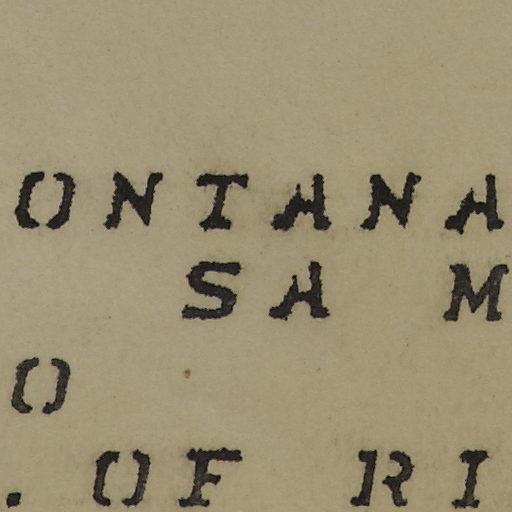 ONTANA
SA M
O
. OF RI